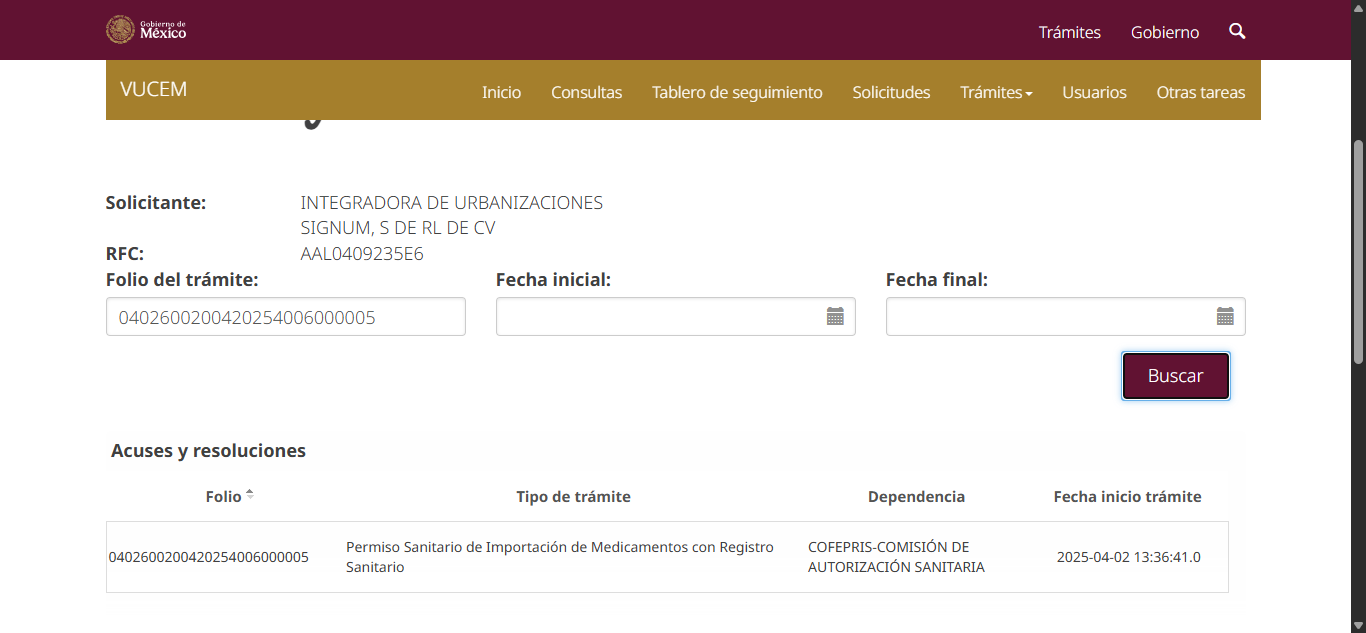 Gobierno de
México
Trámites
Gobierno
VUCEM
Inicio
Consultas
Tablero de seguimiento
Solicitudes
Trámites
Usuarios
Otras tareas
Solicitante:
INTEGRADORA DE URBANIZACIONES
SIGNUM, S DE RL DE CV
RFC:
AAL0409235E6
Folio del trámite:
Fecha inicial:
Fecha final:
0402600200420254006000005
Buscar
Acuses y resoluciones
Folio
Tipo de trámite
Dependencia
Fecha inicio trámite
0402600200420254006000005
Permiso Sanitario de Importación de Medicamentos con Registro
Sanitario
COFEPRIS-COMISIÓN DE
AUTORIZACIÓN SANITARIA
2025-04-02 13:36:41.0